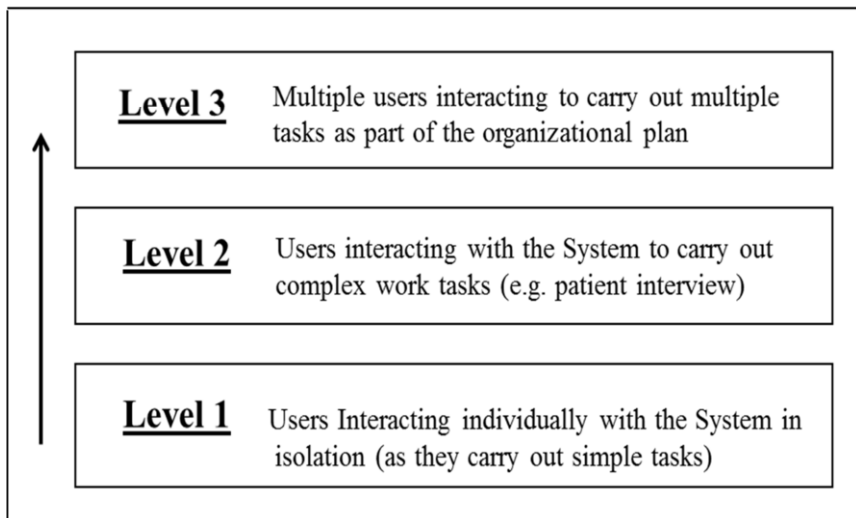 Level 3 Multiple users interacting to carry out multiple
tasks as part of the organizational plan
Level 2 Users interacting with the System to carry out
complex work tasks (e.g. patient interview)
Level 1 Users Interacting individually with the System in
isolation (as they carry out simple tasks)